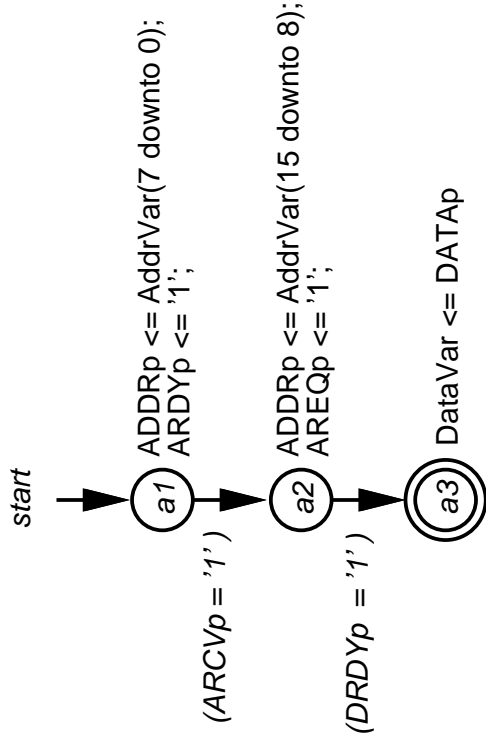 start
a1
ADDRp <= AddrVar(7 downto 0);
ARDYp <= '1';
(ARCVp = '1' )
a2
ADDRp <= AddrVar(15 downto 8);
AREQp <= '1';
(DRDYp = '1' )
a3
DataVar <= DATAp